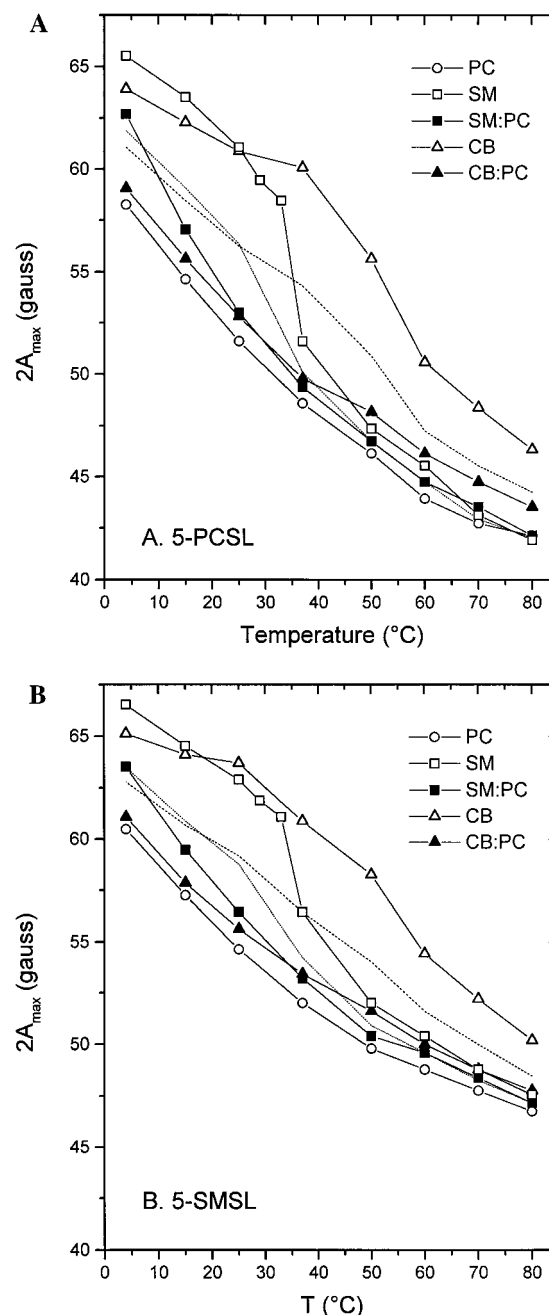 A
65
60
55
50
45
40
2A_max (gauss)
PC
SM
SM:PC
CB
CB:PC
A. 5-PCSL
0 10 20 30 40 50 60 70 80
Temperature (°C)
B
65
60
55
50
45
40
2A_max (gauss)
PC
SM
SM:PC
CB
CB:PC
B. 5-SMSL
0 10 20 30 40 50 60 70 80
T (°C)